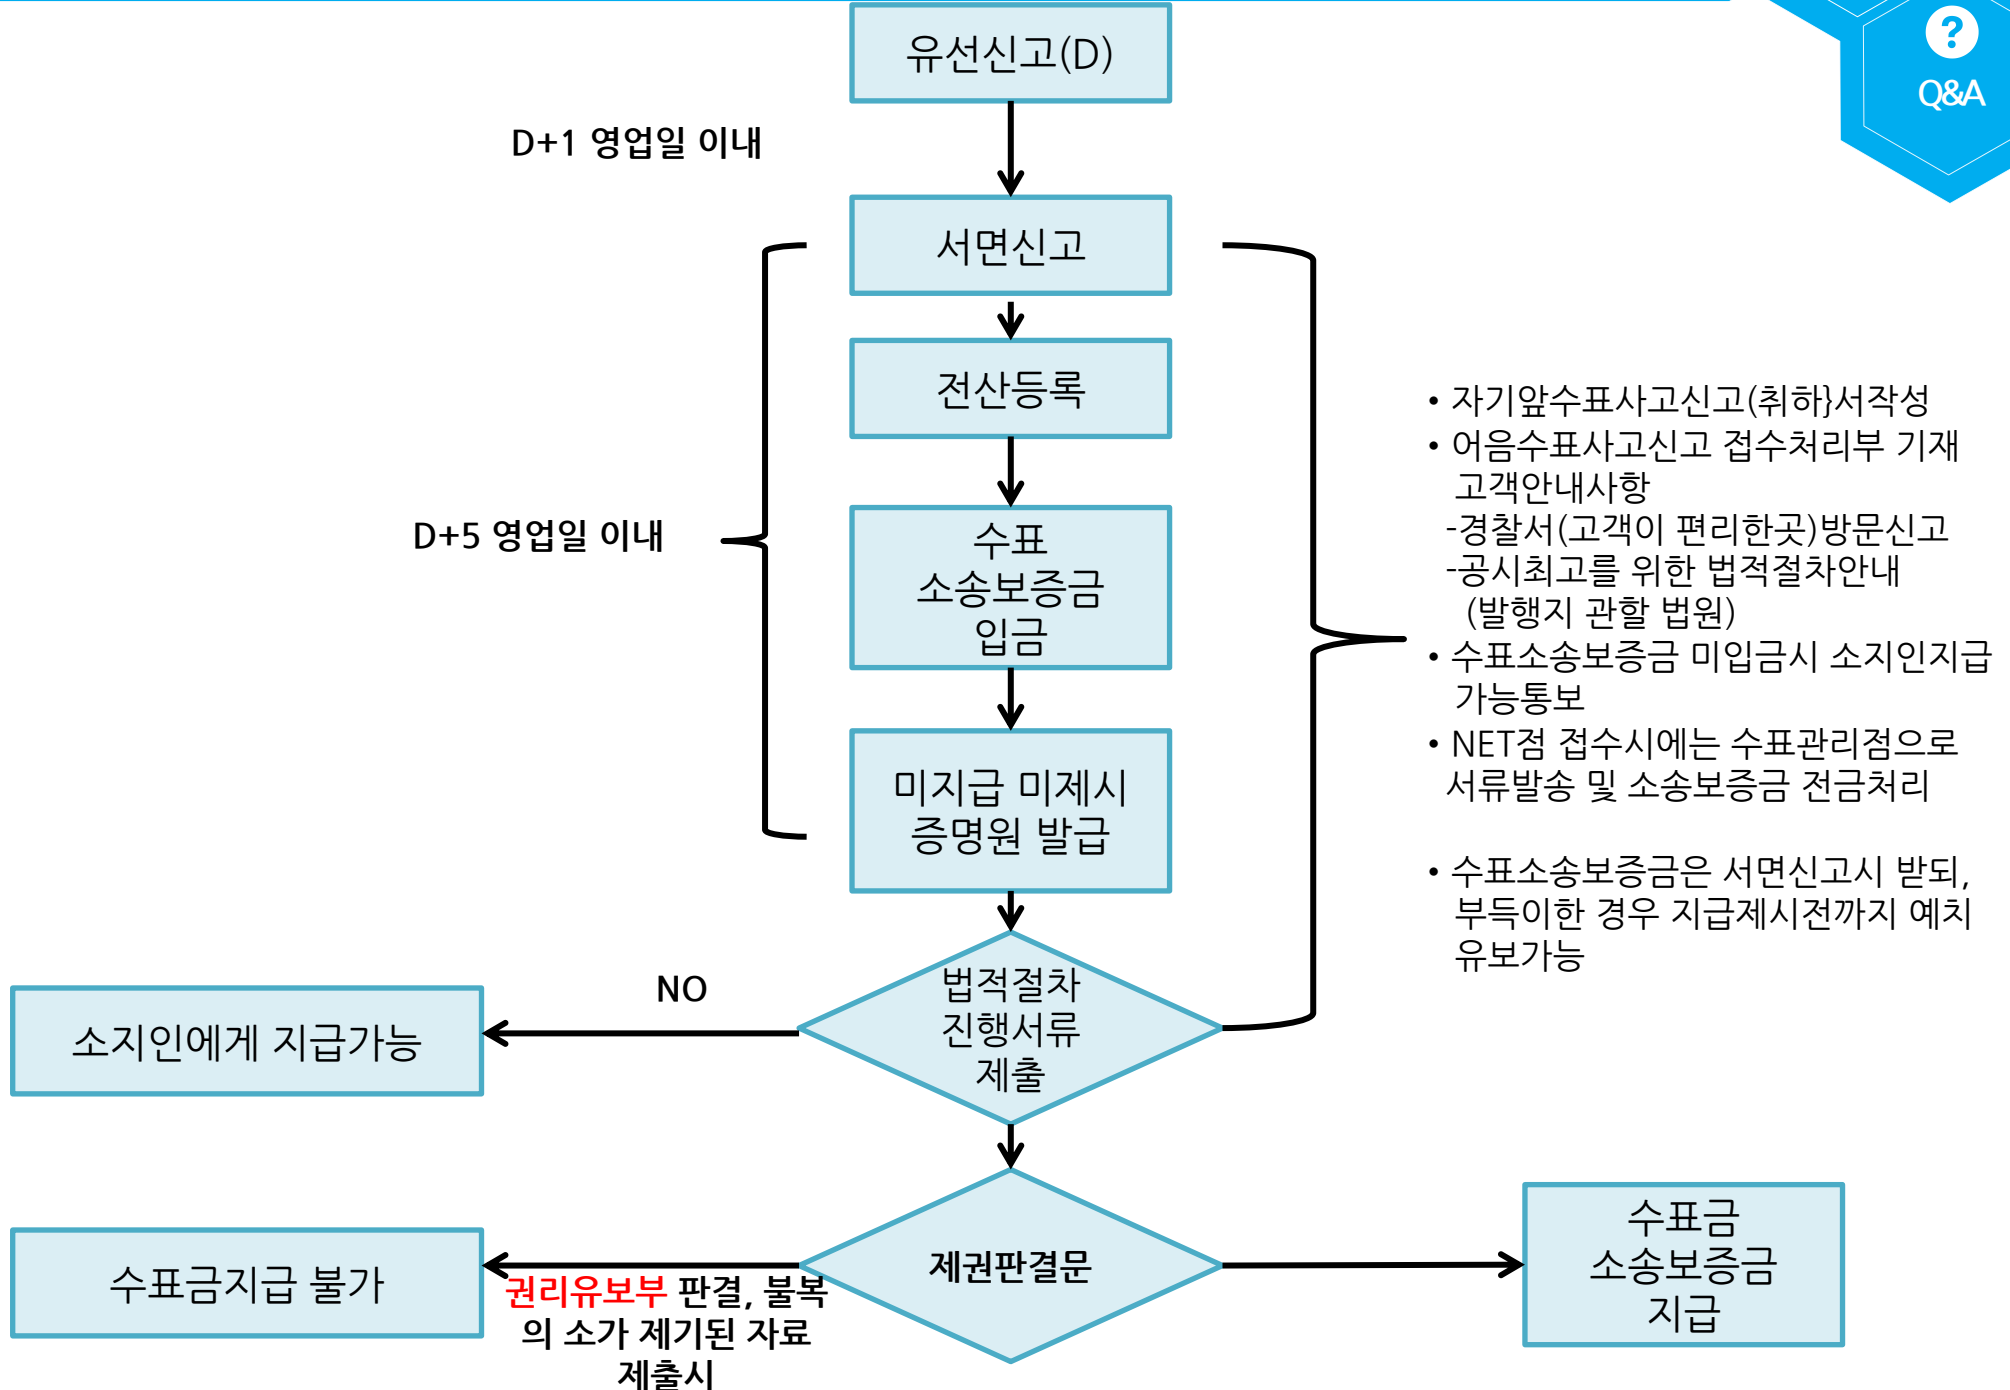 유선신고(D)
Q&A
D+1 영업일 이내
서면신고
전산등록
D+5 영업일 이내
수표
소송보증금
입금
미지급 미제시
증명원 발급
• 자기앞수표사고신고(취하}서작성
• 어음수표사고신고 접수처리부 기재
고객안내사항
-경찰서(고객이 편리한곳)방문신고
-공시최고를 위한 법적절차안내
(발행지 관할 법원)
• 수표소송보증금 미입금시 소지인지급
가능통보
• NET점 접수시에는 수표관리점으로
서류발송 및 소송보증금 전금처리
• 수표소송보증금은 서면신고시 받되,
부득이한 경우 지급제시전까지 예치
유보가능
법적절차
진행서류
제출
NO
소지인에게 지급가능
제권판결문
수표금지급 불가
권리유보부 판결, 불복
의 소가 제기된 자료
제출시
수표금
소송보증금
지급